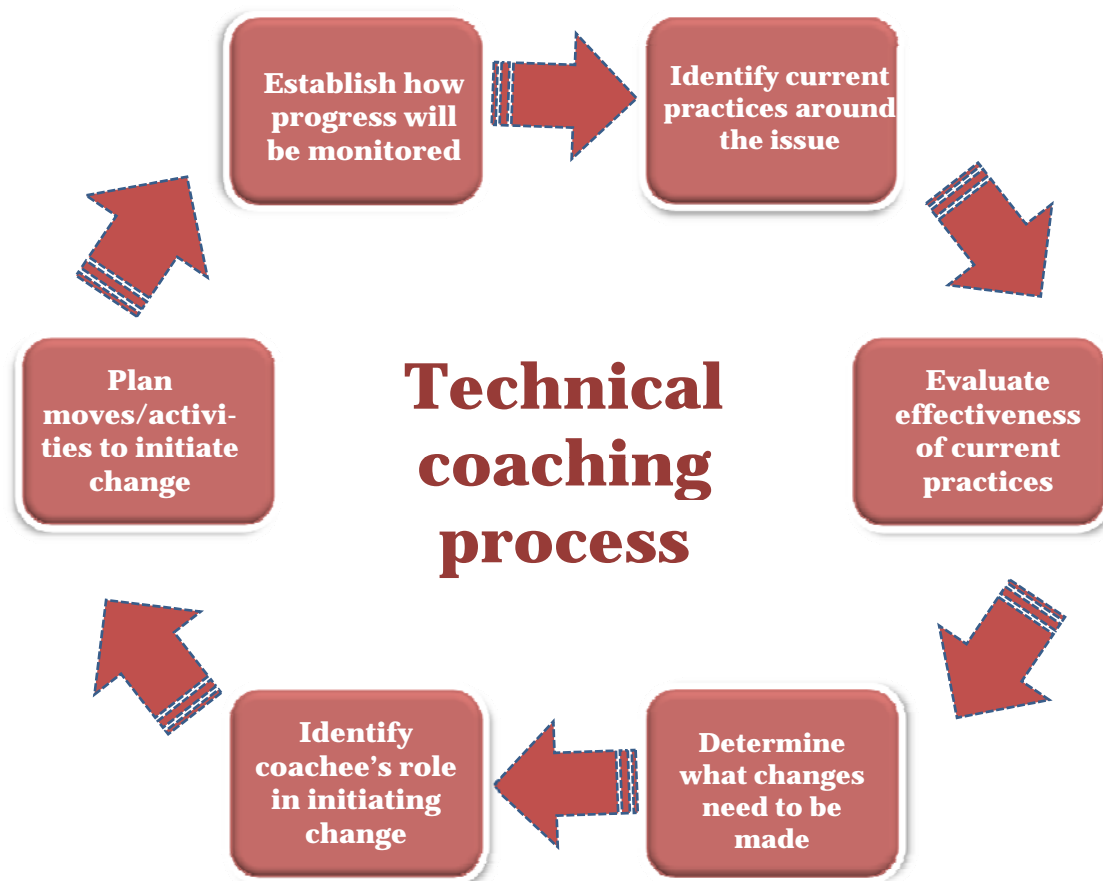 Establish how
progress will
be monitored
Identify current
practices around
the issue
Plan
moves/activi-
ties to initiate
change
Technical
coaching
process
Evaluate
effectiveness
of current
practices
Identify
coachee’s role
in initiating
change
Determine
what changes
need to be
made